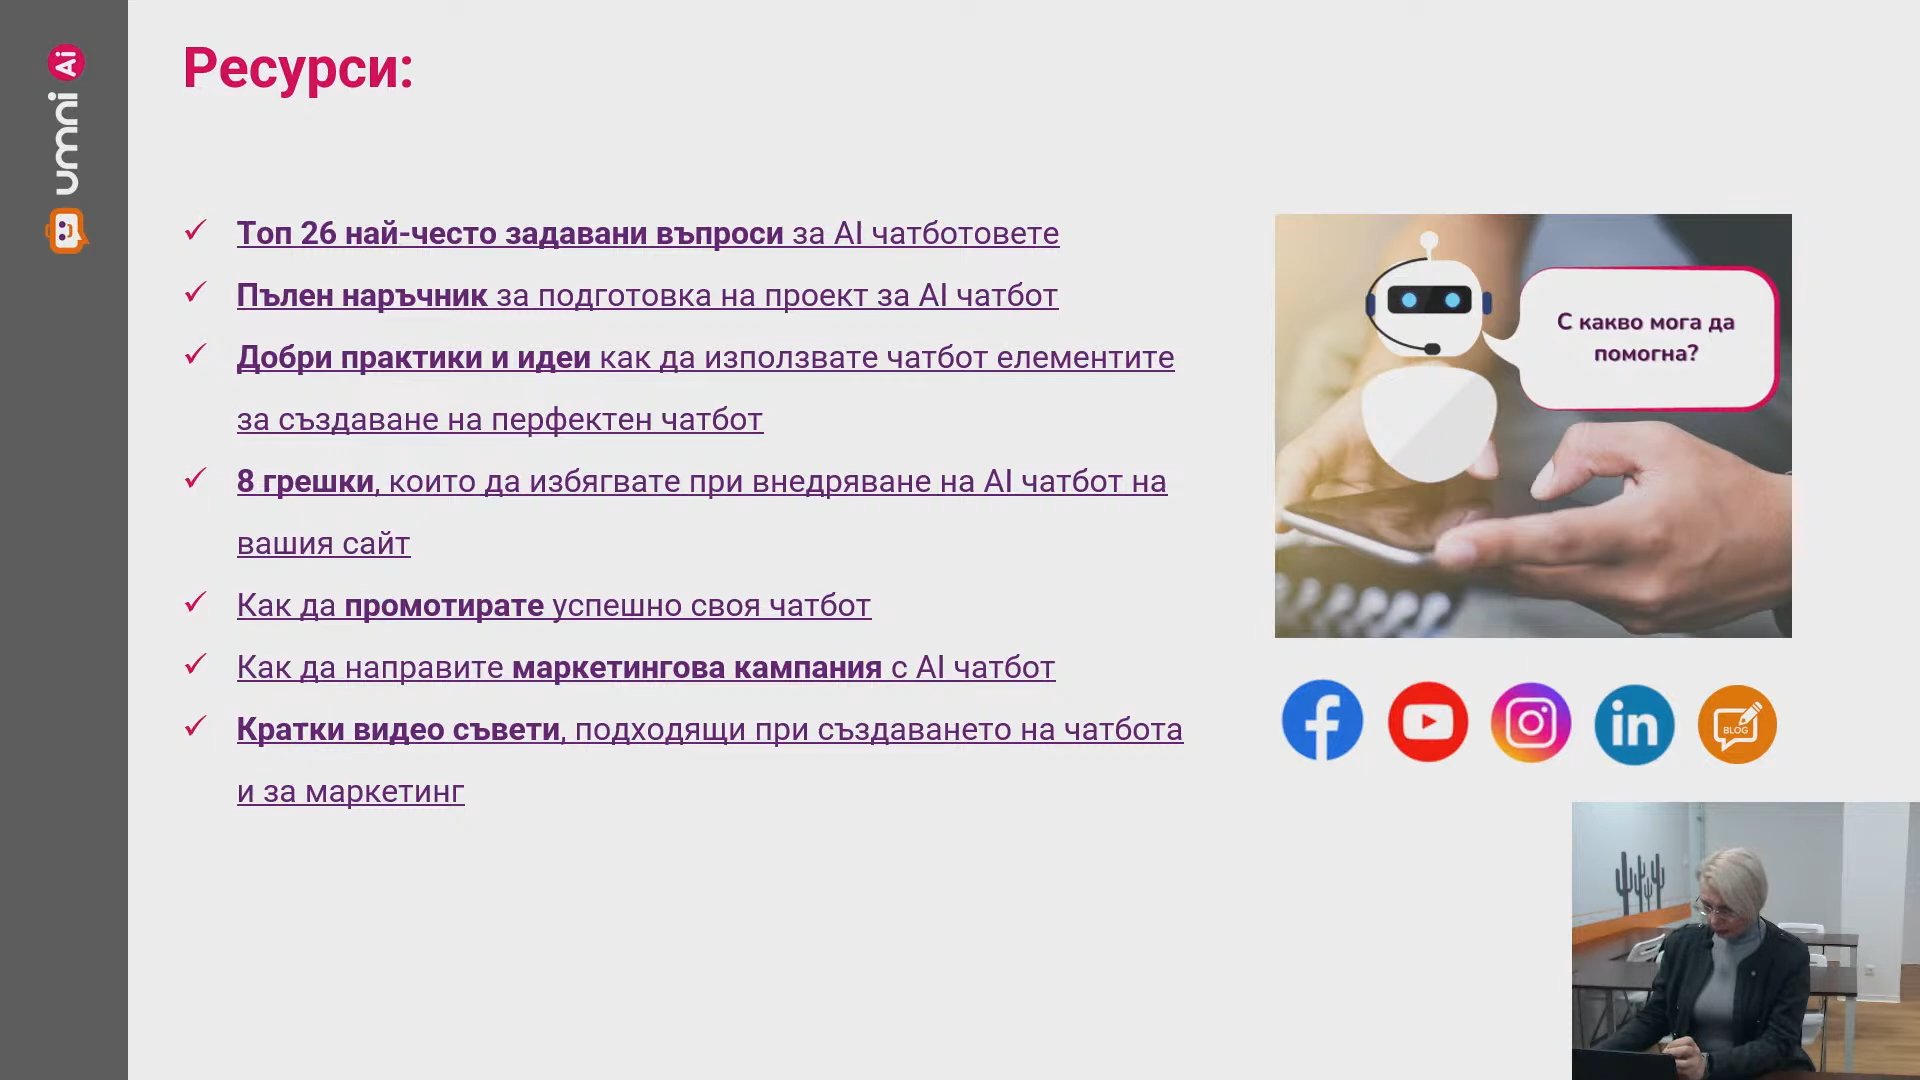 umni Ai
Ресурси:
Топ 26 най-често задавани въпроси за AI чатботовете
Пълен наръчник за подготовка на проект за AI чатбот
Добри практики и идеи как да използвате чатбот елементите
за създаване на перфектен чатбот
8 грешки, които да избягвате при внедряване на AI чатбот на
вашия сайт
Как да промотирате успешно своя чатбот
Как да направите маркетингова кампания с AI чатбот
Кратки видео съвети, подходящи при създаването на чатбота
и за маркетинг
С какво мога да
помогна?
in
BLOG